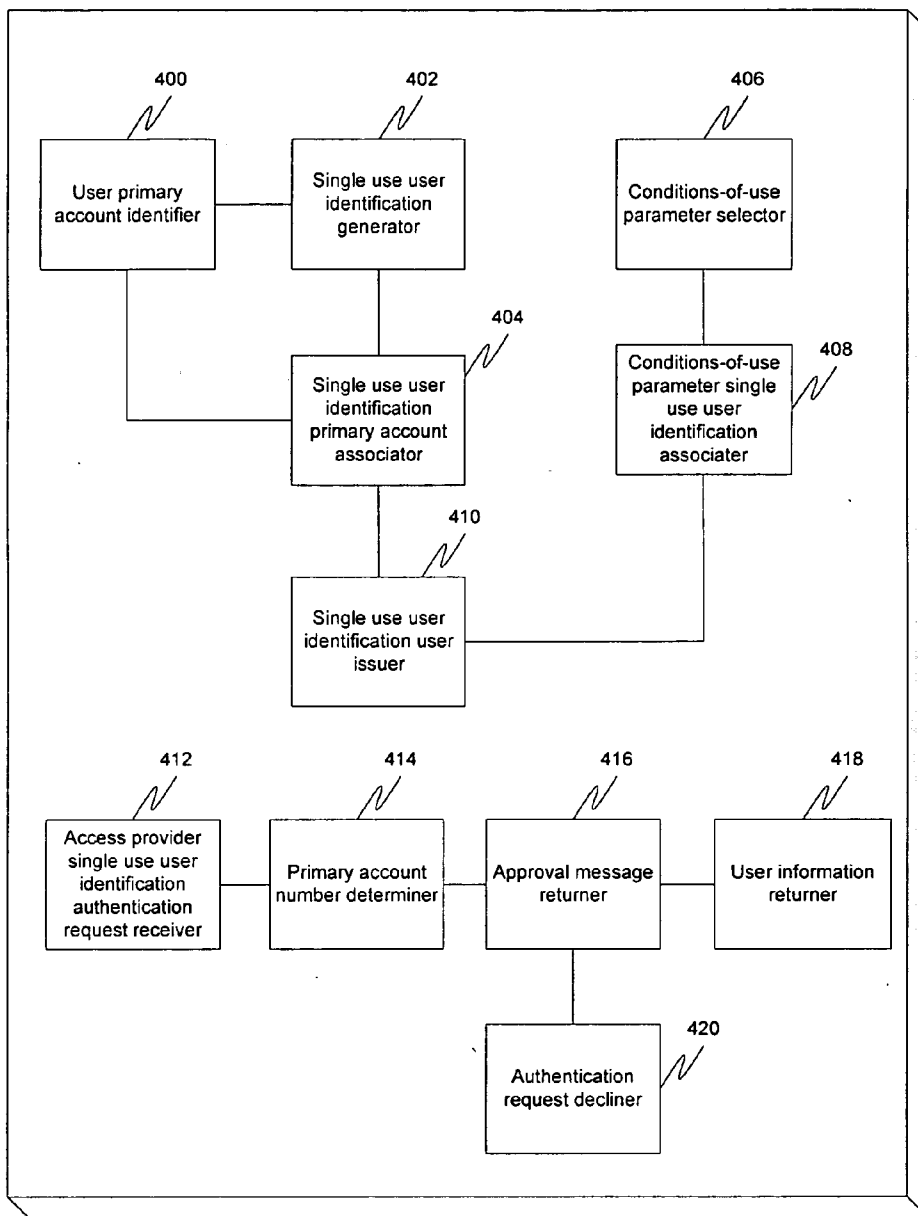 400
402
406
User primary
account identifier
Single use user
identification
generator
Conditions-of-use
parameter selector
404
408
Single use user
identification
primary account
associator
Conditions-of-use
parameter single
use user
identification
associater
410
Single use user
identification user
issuer
412
414
416
418
Access provider
single use user
identification
authentication
request receiver
Primary account
number determiner
Approval message
returner
User information
returner
420
Authentication
request decliner